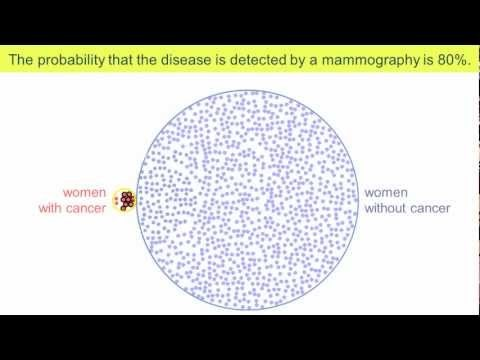 The probability that the disease is detected by a mammography is 80%.
women
with cancer
women
without cancer